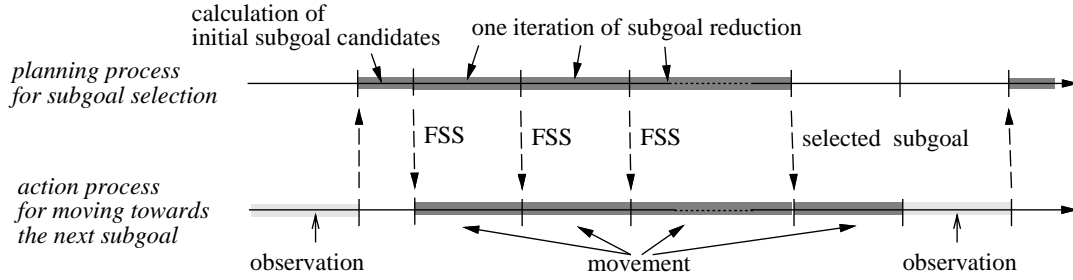 calculation of
initial subgoal candidates
one iteration of subgoal reduction
planning process
for subgoal selection
FSS
FSS
FSS
selected subgoal
action process
for moving towards
the next subgoal
observation
movement
observation